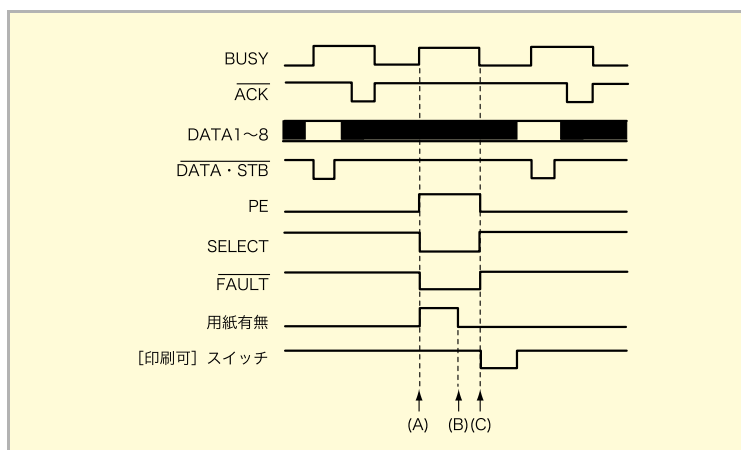 BUSY
ACK
DATA1〜8
DATA・STB
PE
SELECT
FAULT
用紙有無
［印刷可］スイッチ
(A) (B) (C)